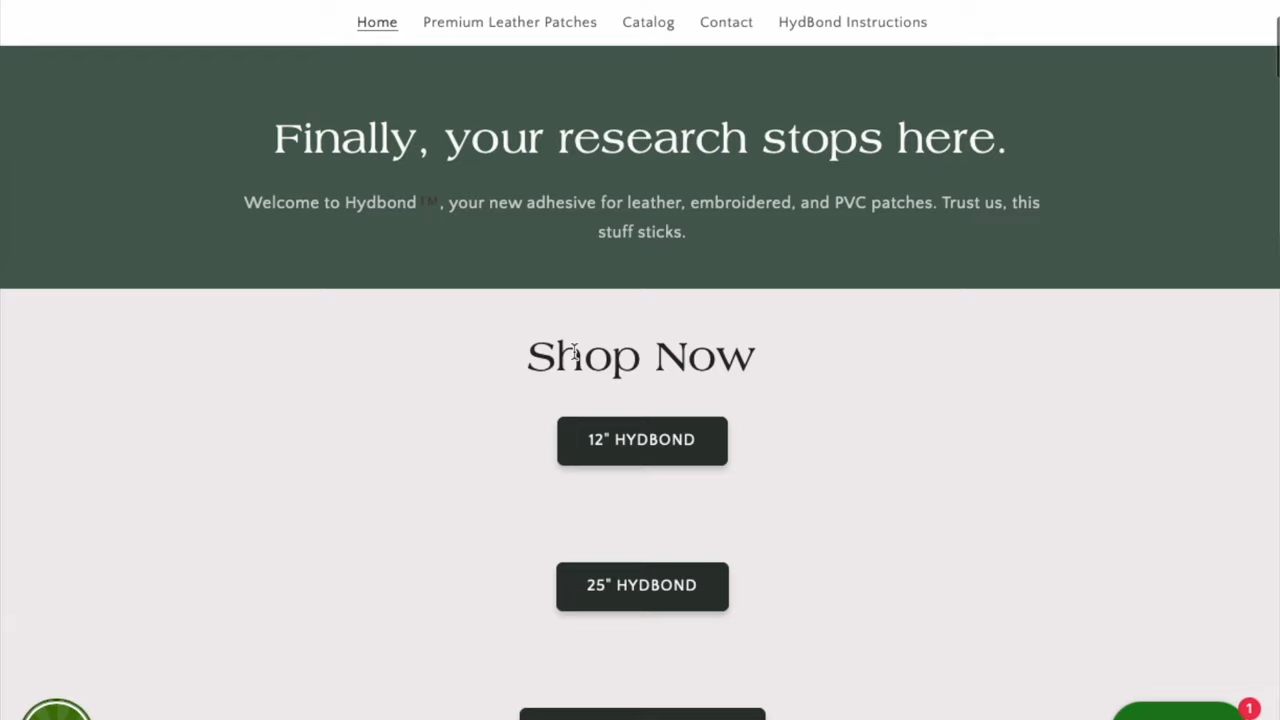 Home Premium Leather Patches Catalog Contact HydBond Instructions
Finally, your research stops here.
Welcome to Hydbond™, your new adhesive for leather, embroidered, and PVC patches. Trust us, this
stuff sticks.
Shop Now
12" HYDBOND
25" HYDBOND
1